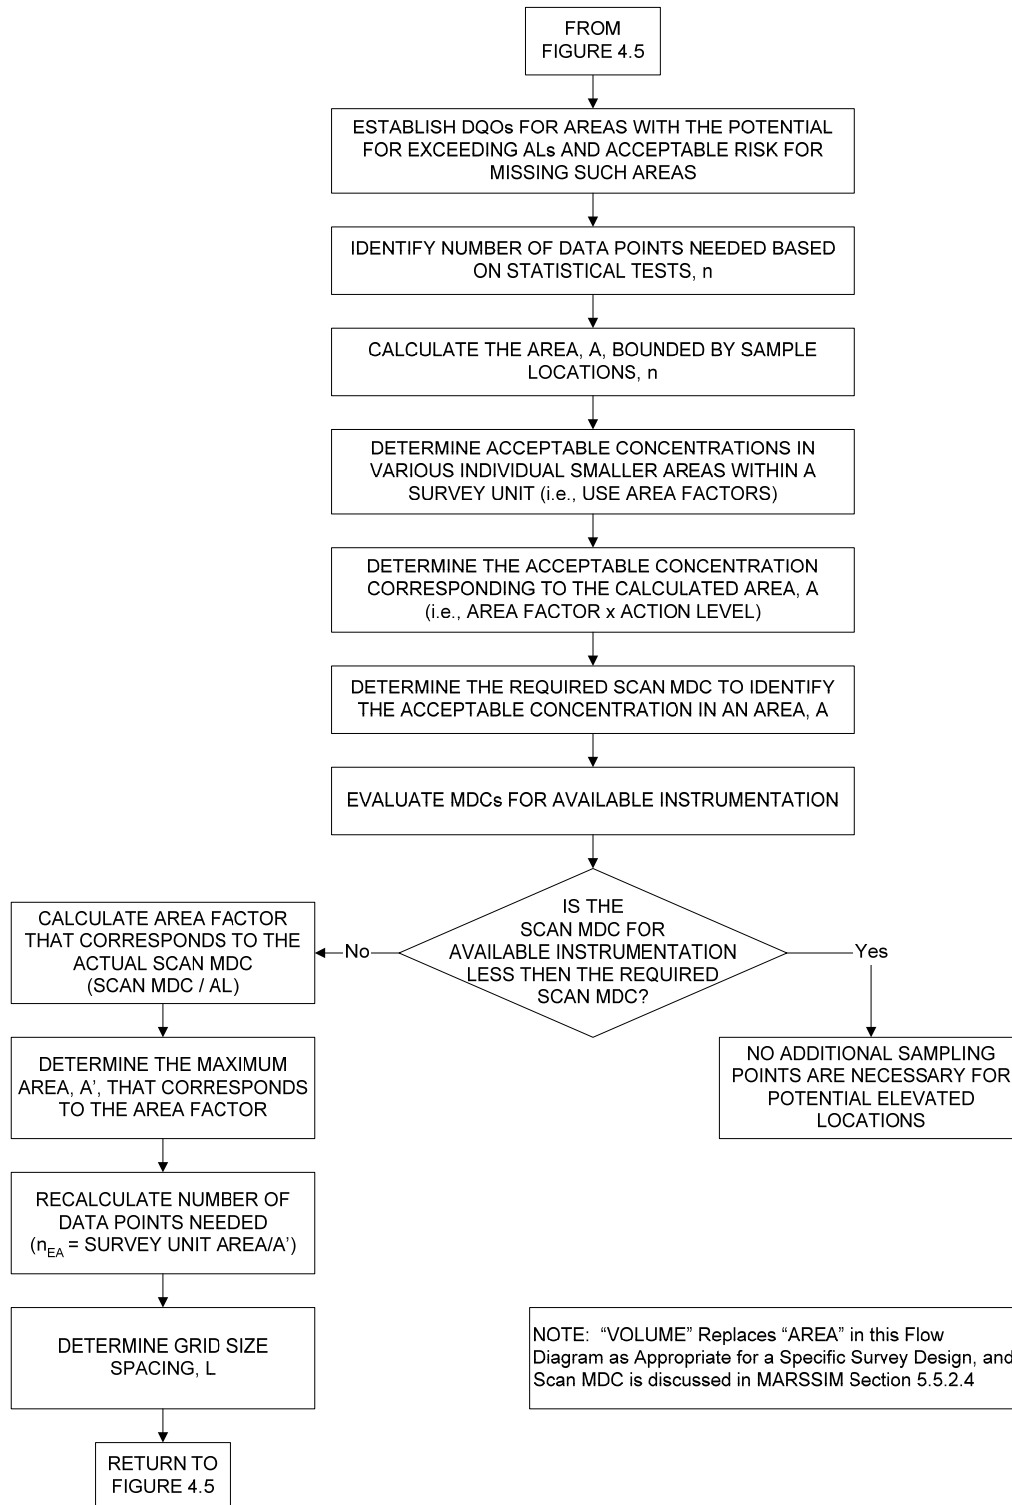 FROM
FIGURE 4.5
ESTABLISH DQOs FOR AREAS WITH THE POTENTIAL
FOR EXCEEDING ALs AND ACCEPTABLE RISK FOR
MISSING SUCH AREAS
IDENTIFY NUMBER OF DATA POINTS NEEDED BASED
ON STATISTICAL TESTS, n
CALCULATE THE AREA, A, BOUNDED BY SAMPLE
LOCATIONS, n
DETERMINE ACCEPTABLE CONCENTRATIONS IN
VARIOUS INDIVIDUAL SMALLER AREAS WITHIN A
SURVEY UNIT (i.e., USE AREA FACTORS)
DETERMINE THE ACCEPTABLE CONCENTRATION
CORRESPONDING TO THE CALCULATED AREA, A
(i.e., AREA FACTOR x ACTION LEVEL)
DETERMINE THE REQUIRED SCAN MDC TO IDENTIFY
THE ACCEPTABLE CONCENTRATION IN AN AREA, A
EVALUATE MDCs FOR AVAILABLE INSTRUMENTATION
IS THE
SCAN MDC FOR
AVAILABLE INSTRUMENTATION
LESS THEN THE REQUIRED
SCAN MDC?
No
Yes
CALCULATE AREA FACTOR
THAT CORRESPONDS TO THE
ACTUAL SCAN MDC
(SCAN MDC / AL)
DETERMINE THE MAXIMUM
AREA, A', THAT CORRESPONDS
TO THE AREA FACTOR
RECALCULATE NUMBER OF
DATA POINTS NEEDED
(nEA = SURVEY UNIT AREA/A')
DETERMINE GRID SIZE
SPACING, L
RETURN TO
FIGURE 4.5
NO ADDITIONAL SAMPLING
POINTS ARE NECESSARY FOR
POTENTIAL ELEVATED
LOCATIONS
NOTE: “VOLUME” Replaces “AREA” in this Flow
Diagram as Appropriate for a Specific Survey Design, and
Scan MDC is discussed in MARSSIM Section 5.5.2.4